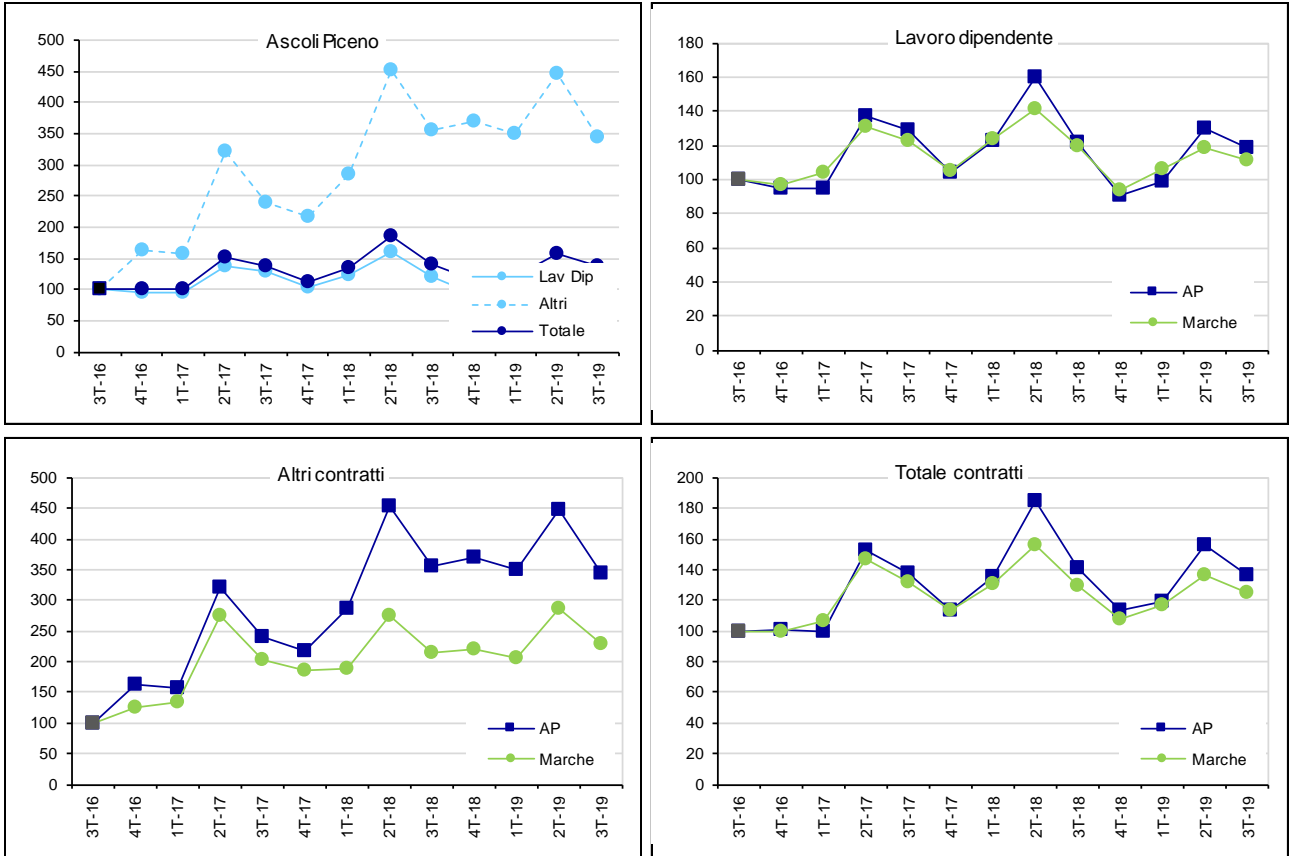 Ascoli Piceno
500
450
400
350
300
250
200
150
100
50
0
Lav Dip
Altri
Totale
3T-16
4T-16
1T-17
2T-17
3T-17
4T-17
1T-18
2T-18
3T-18
4T-18
1T-19
2T-19
3T-19
Lavoro dipendente
180
160
140
120
100
80
60
40
20
0
AP
Marche
3T-16
4T-16
1T-17
2T-17
3T-17
4T-17
1T-18
2T-18
3T-18
4T-18
1T-19
2T-19
3T-19
Altri contratti
500
450
400
350
300
250
200
150
100
50
0
AP
Marche
3T-16
4T-16
1T-17
2T-17
3T-17
4T-17
1T-18
2T-18
3T-18
4T-18
1T-19
2T-19
3T-19
Totale contratti
200
180
160
140
120
100
80
60
40
20
0
AP
Marche
3T-16
4T-16
1T-17
2T-17
3T-17
4T-17
1T-18
2T-18
3T-18
4T-18
1T-19
2T-19
3T-19